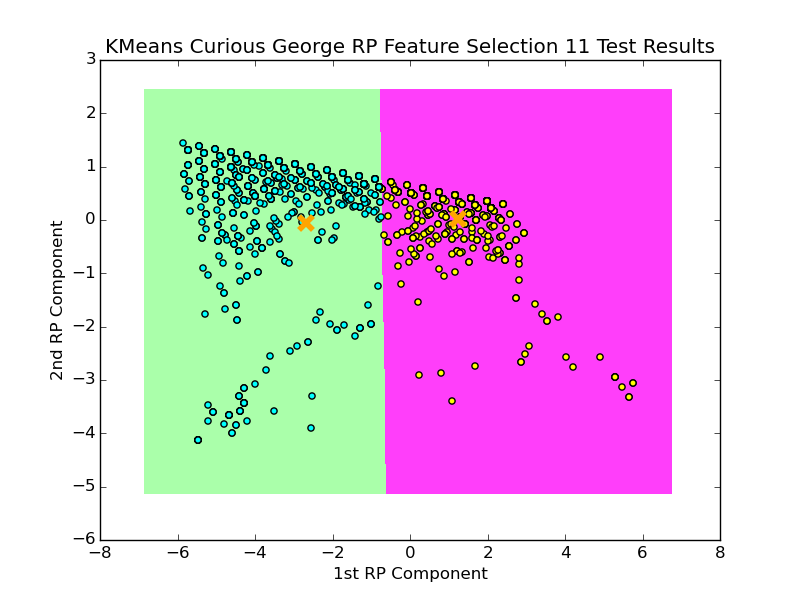 KMeans Curious George RP Feature Selection 11 Test Results
3
2
1
0
−1
−2
−3
−4
−5
−6
2nd RP Component
−8 −6 −4 −2 0 2 4 6 8
1st RP Component